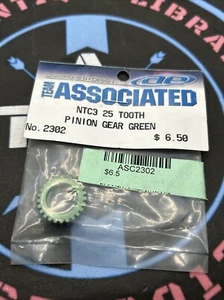 TEAM
ASSOCIATED
NTC3 25 TOOTH
PINION GEAR GREEN
No. 2302
$ 6.50
ASC2302
$6.5